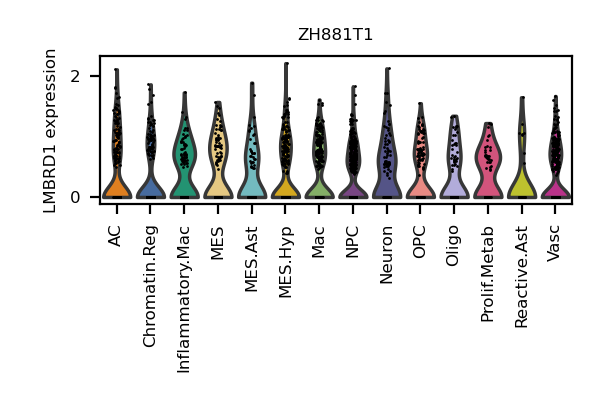 ZH881T1
LMBRD1 expression
2
0
AC
Chromatin.Reg
Inflammatory.Mac
MES
MES.Ast
MES.Hyp
Mac
NPC
Neuron
OPC
Oligo
Prolif.Metab
Reactive.Ast
Vasc